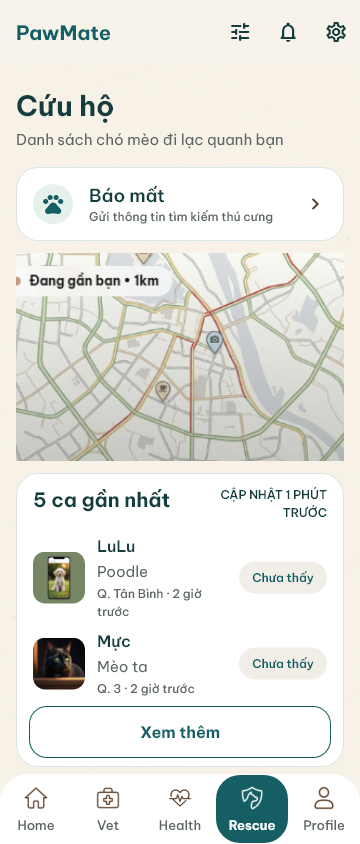 PawMate
Cứu hộ
Danh sách chó mèo đi lạc quanh bạn
Báo mất
Gửi thông tin tìm kiếm thú cưng
Đang gần bạn • 1km
5 ca gần nhất
CẬP NHẬT 1 PHÚT
TRƯỚC
LuLu
Poodle
Q. Tân Bình · 2 giờ
trước
Chưa thấy
Mực
Mèo ta
Q. 3 · 2 giờ trước
Chưa thấy
Xem thêm
Home
Vet
Health
Rescue
Profile